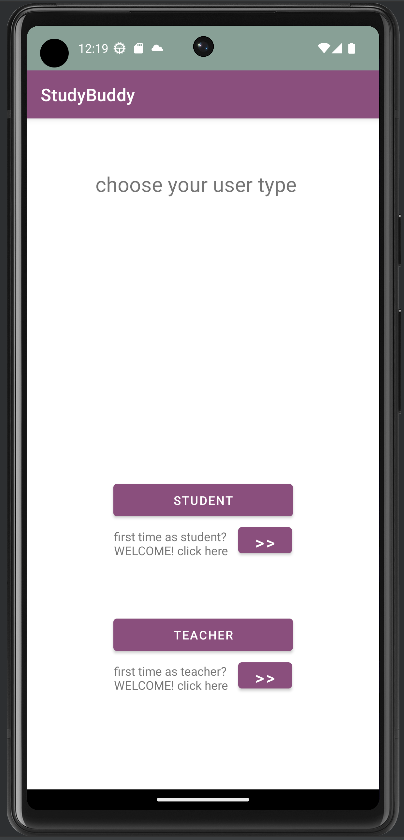 12:19
StudyBuddy
choose your user type
STUDENT
first time as student?
WELCOME! click here
>>
TEACHER
first time as teacher?
WELCOME! click here
>>